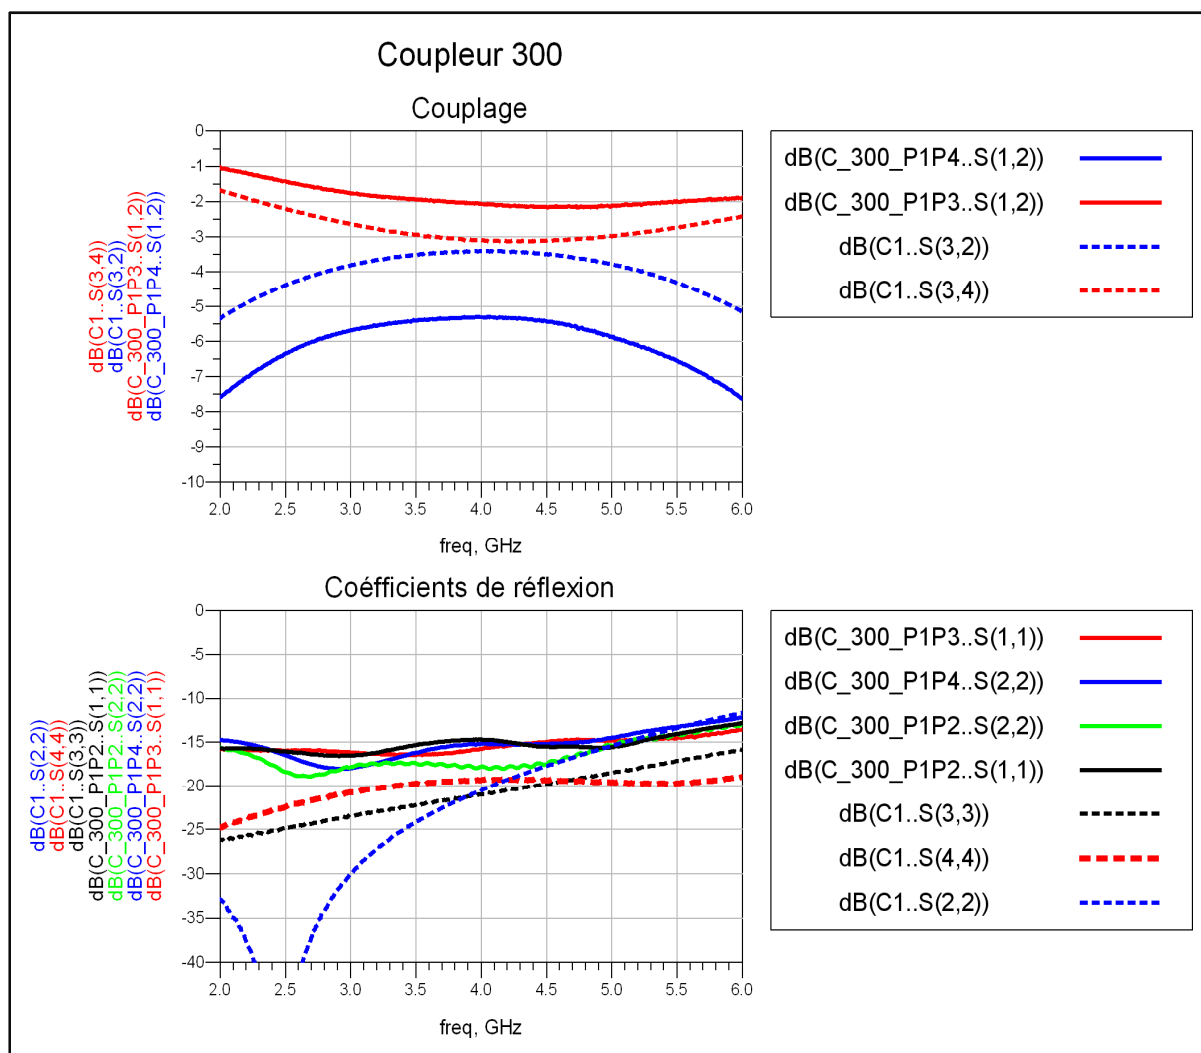 Coupleur 300
Couplage
dB(C1..S(3,4))
dB(C1..S(3,2))
dB(C_300_P1P3..S(1,2))
dB(C_300_P1P4..S(1,2))
0
-1
-2
-3
-4
-5
-6
-7
-8
-9
-10
2.0 2.5 3.0 3.5 4.0 4.5 5.0 5.5 6.0
freq, GHz
dB(C_300_P1P4..S(1,2))
dB(C_300_P1P3..S(1,2))
dB(C1..S(3,2))
dB(C1..S(3,4))
Coéfficients de réflexion
dB(C1..S(2,2))
dB(C1..S(4,4))
dB(C1..S(3,3))
dB(C_300_P1P2..S(1,1))
dB(C_300_P1P2..S(2,2))
dB(C_300_P1P4..S(2,2))
dB(C_300_P1P3..S(1,1))
0
-5
-10
-15
-20
-25
-30
-35
-40
2.0 2.5 3.0 3.5 4.0 4.5 5.0 5.5 6.0
freq, GHz
dB(C_300_P1P3..S(1,1))
dB(C_300_P1P4..S(2,2))
dB(C_300_P1P2..S(2,2))
dB(C_300_P1P2..S(1,1))
dB(C1..S(3,3))
dB(C1..S(4,4))
dB(C1..S(2,2))